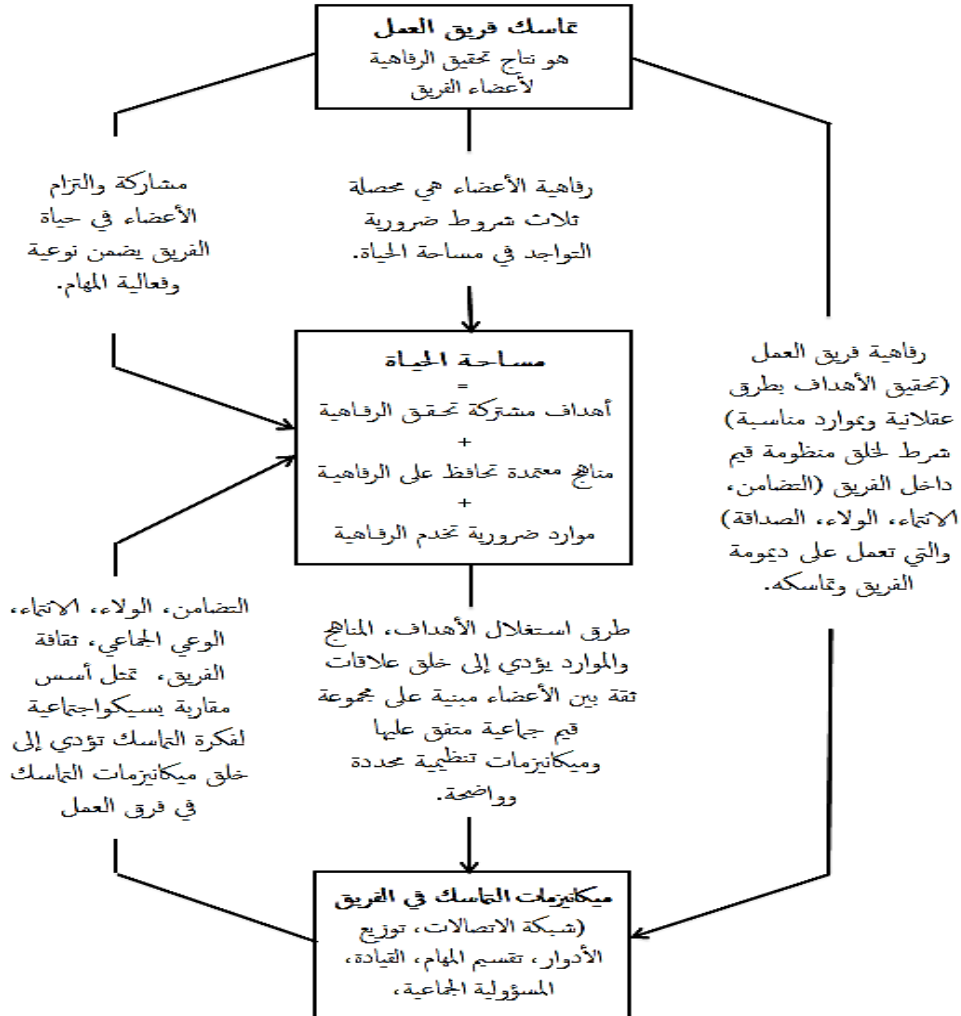 تماسك فريق العمل
هو نتاج تحقيق الرفاهية
لأعضاء الفريق
رفاهية الأعضاء هي محصلة
ثلاث شروط ضرورية
التواجد في مساحة الحياة.
مشاركة والتزام
الأعضاء في حياة
الفريق يضمن نوعية
وفعالية المهام.
رفاهية فريق العمل
(تحقيق الأهداف بطرق
عقلانية وبموارد مناسبة)
شرط لخلق منظومة قيم
داخل الفريق (التضامن،
الانتماء، الولاء، الصداقة)
والتي تعمل على ديمومة
الفريق وتماسكه.
مساحة الحياة
=
أهداف مشتركة تحقق الرفاهية
+
مناهج معتمدة تحافظ على الرفاهية
+
موارد ضرورية تخدم الرفاهية
طرق استغلال الأهداف، المناهج
والموارد يؤدي إلى خلق علاقات
ثقة بين الأعضاء مبنية على مجموعة
قيم جماعية متفق عليها
وميكانيزمات تنظيمية محددة
وواضحة.
التضامن، الولاء، الانتماء،
الوعي الجماعي، ثقافة
الفريق، تمثل أسس
مقاربة بسيكواجتماعية
لفكرة التماسك تؤدي إلى
خلق ميكانيزمات التماسك
في فرق العمل
ميكانيزمات التماسك في الفريق
(شبكة الاتصالات، توزيع
الأدوار، تقسيم المهام، القيادة،
المسؤولية الجماعية،